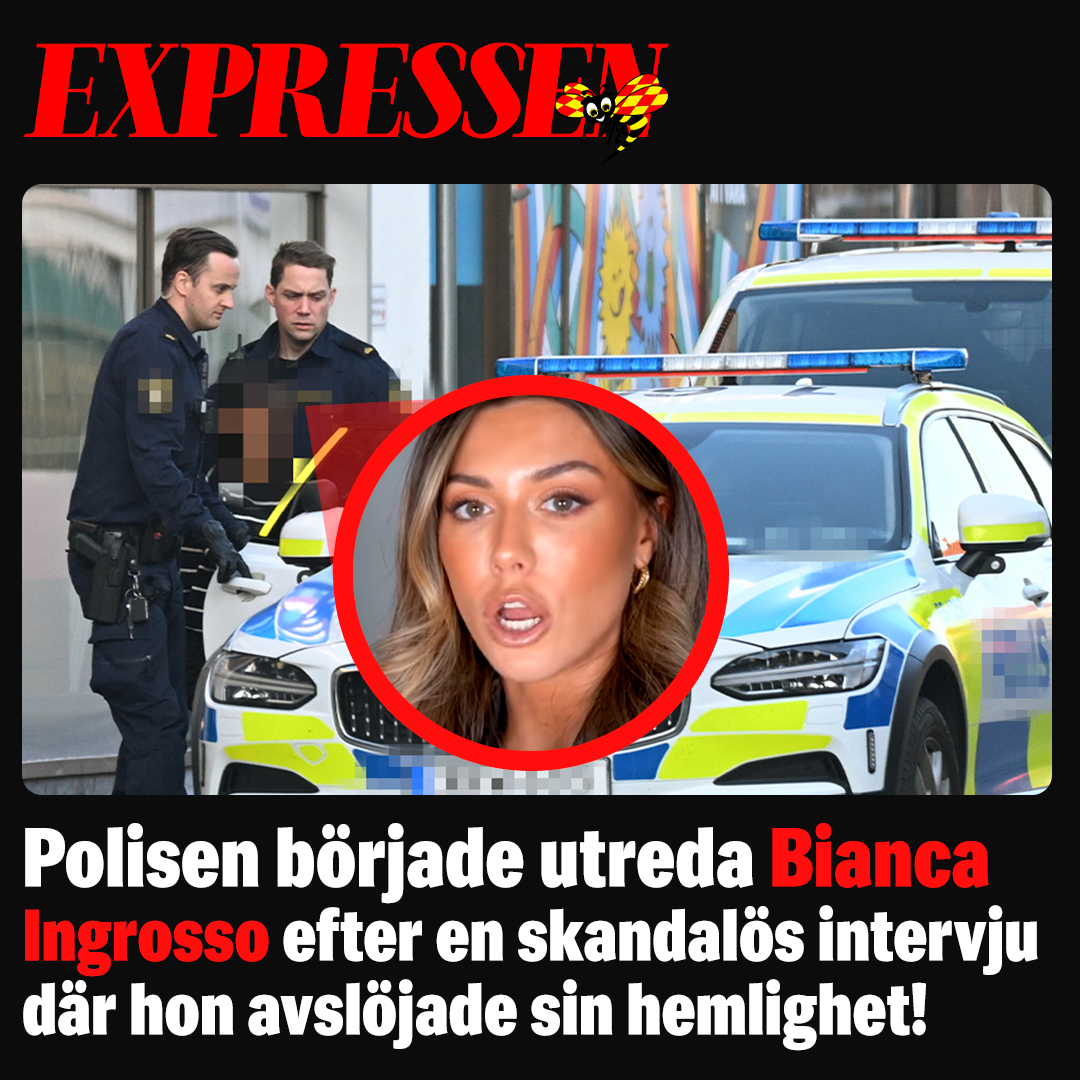 EXPRESSEN
Polisen började utreda Bianca
Ingrosso efter en skandalös intervju
där hon avslöjade sin hemlighet!